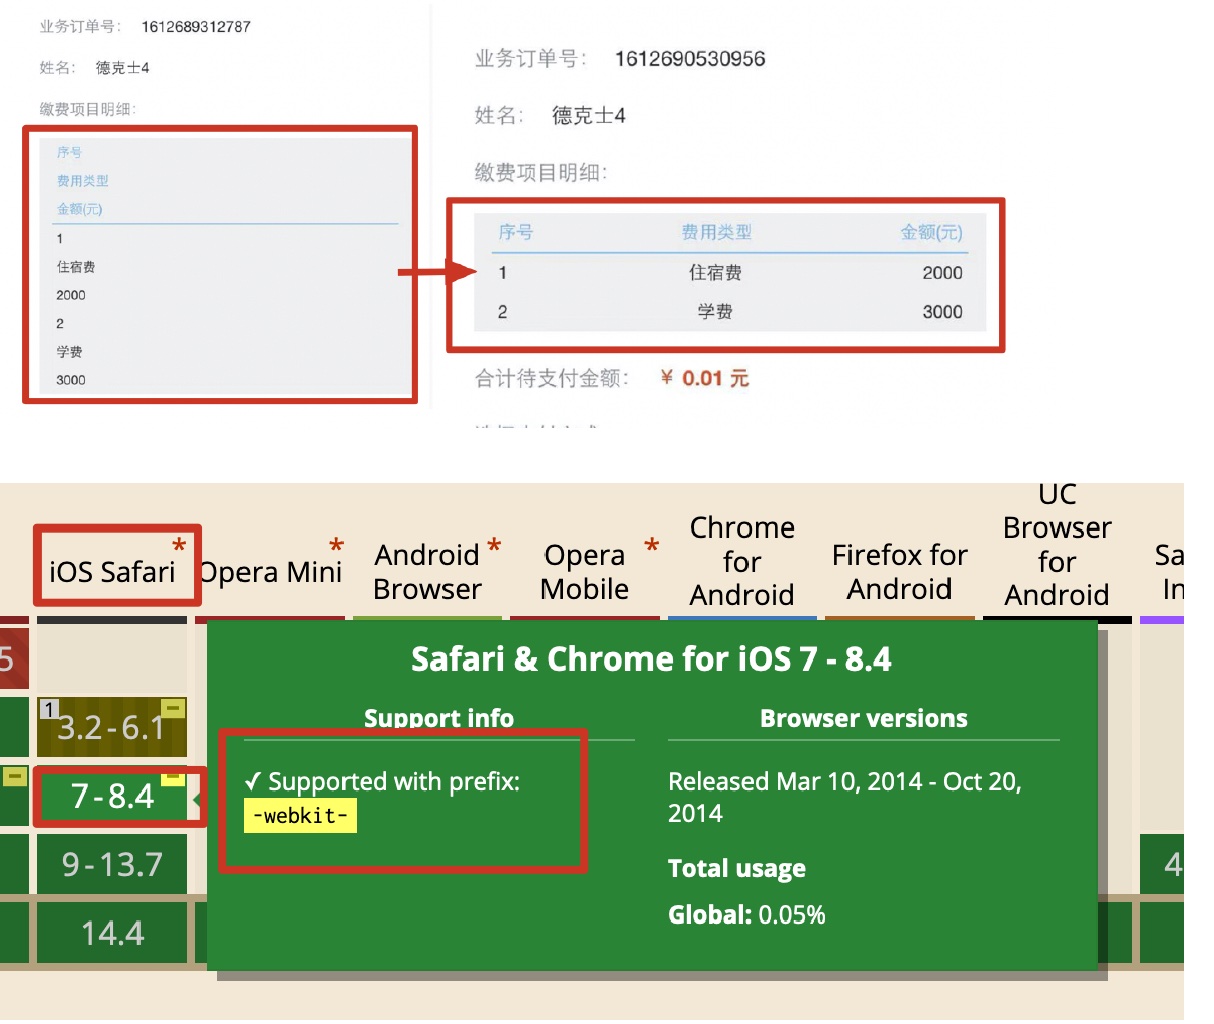 业务订单号： 1612689312787
姓名： 德克士4
缴费项目明细：
序号
费用类型
金额(元)
1
住宿费
2000
2
学费
3000
业务订单号： 1612690530956
姓名： 德克士4
缴费项目明细：
序号 费用类型 金额(元)
1 住宿费 2000
2 学费 3000
合计待支付金额： ¥ 0.01 元
iOS Safari *
Opera Mini *
Android Browser *
Opera Mobile *
Chrome for Android
Firefox for Android
UC Browser for Android
Sa
In
5
1
3.2-6.1
7-8.4
9-13.7
14.4
4
Safari & Chrome for iOS 7 - 8.4
Support info
✓ Supported with prefix:
-webkit-
Browser versions
Released Mar 10, 2014 - Oct 20,
2014
Total usage
Global: 0.05%